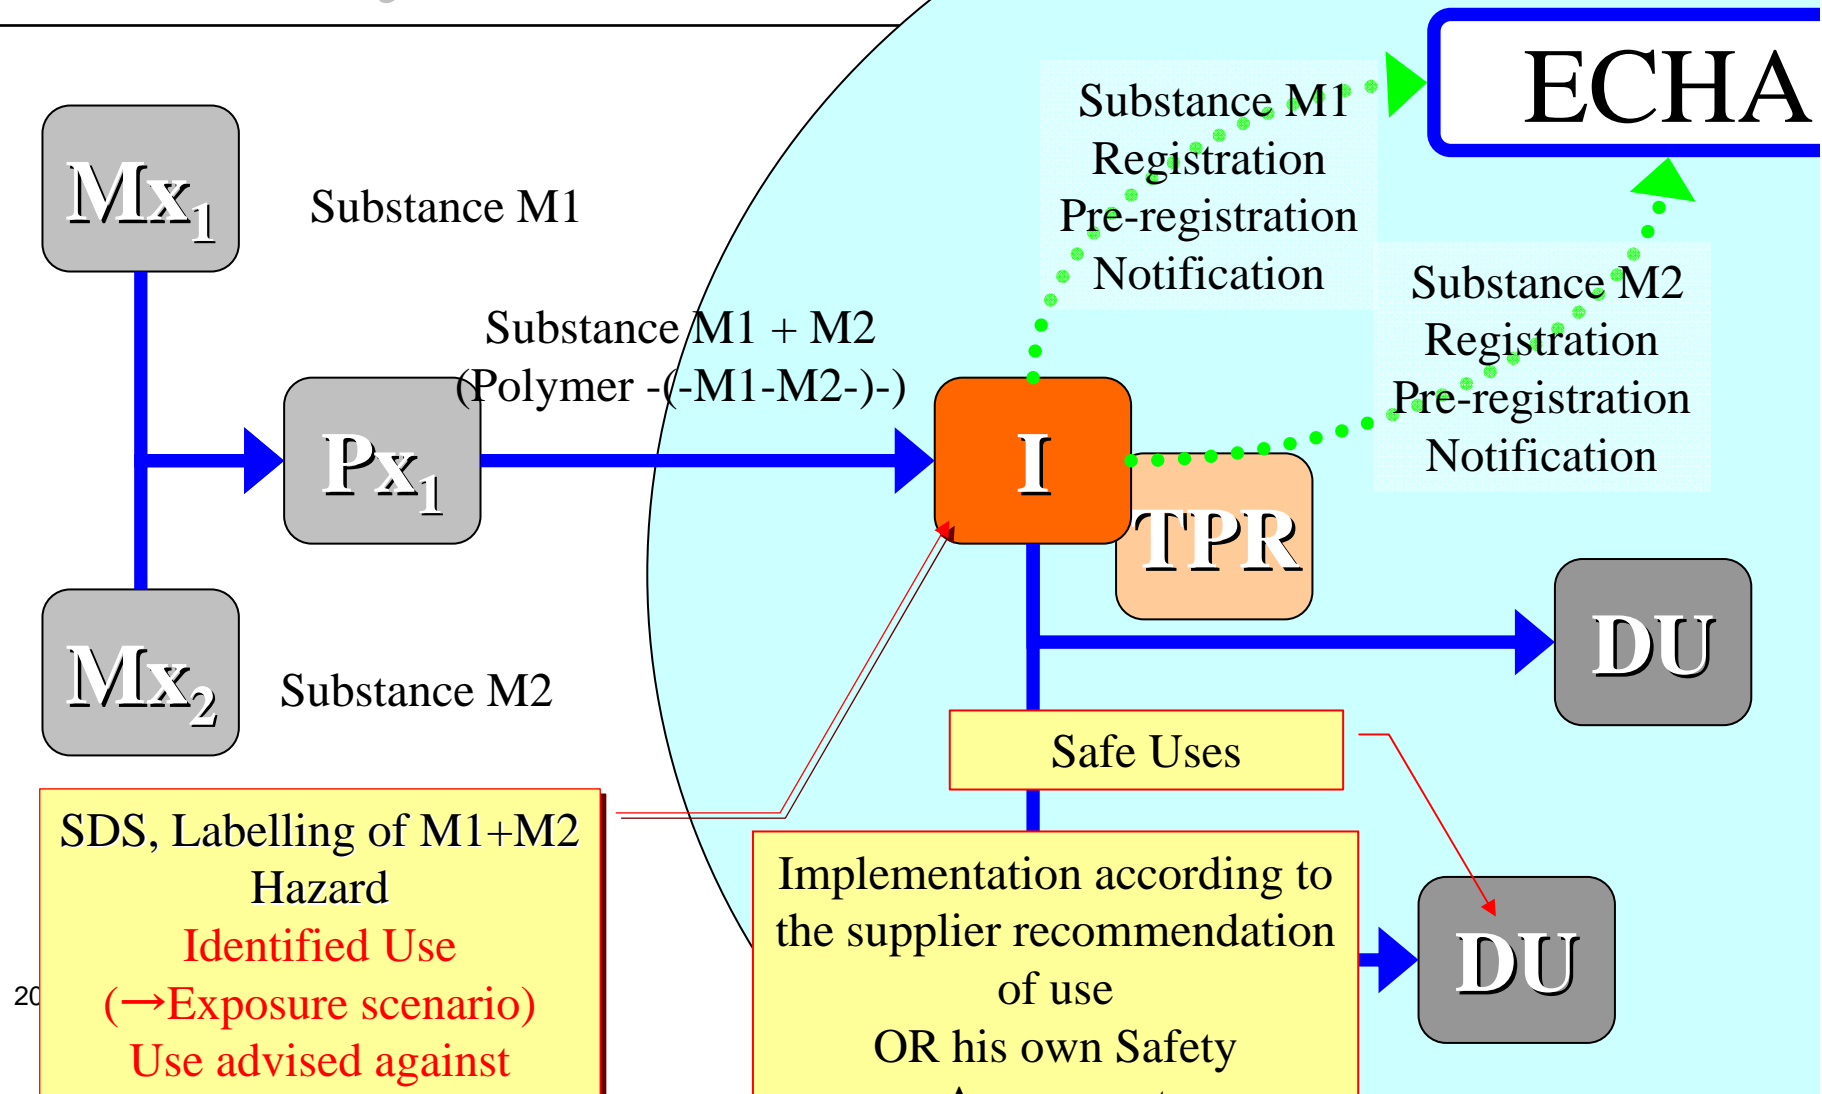 ECHA
Substance M1
Registration
Pre-registration
Notification
Mx1
Substance M1
Substance M2
Registration
Pre-registration
Notification
Substance M1 + M2
(Polymer -(-M1-M2-)-)
Px1
I
TPR
DU
Mx2
Substance M2
Safe Uses
SDS, Labelling of M1+M2
Hazard
Identified Use
(→Exposure scenario)
Use advised against
Implementation according to
the supplier recommendation
of use
OR his own Safety
DU
20